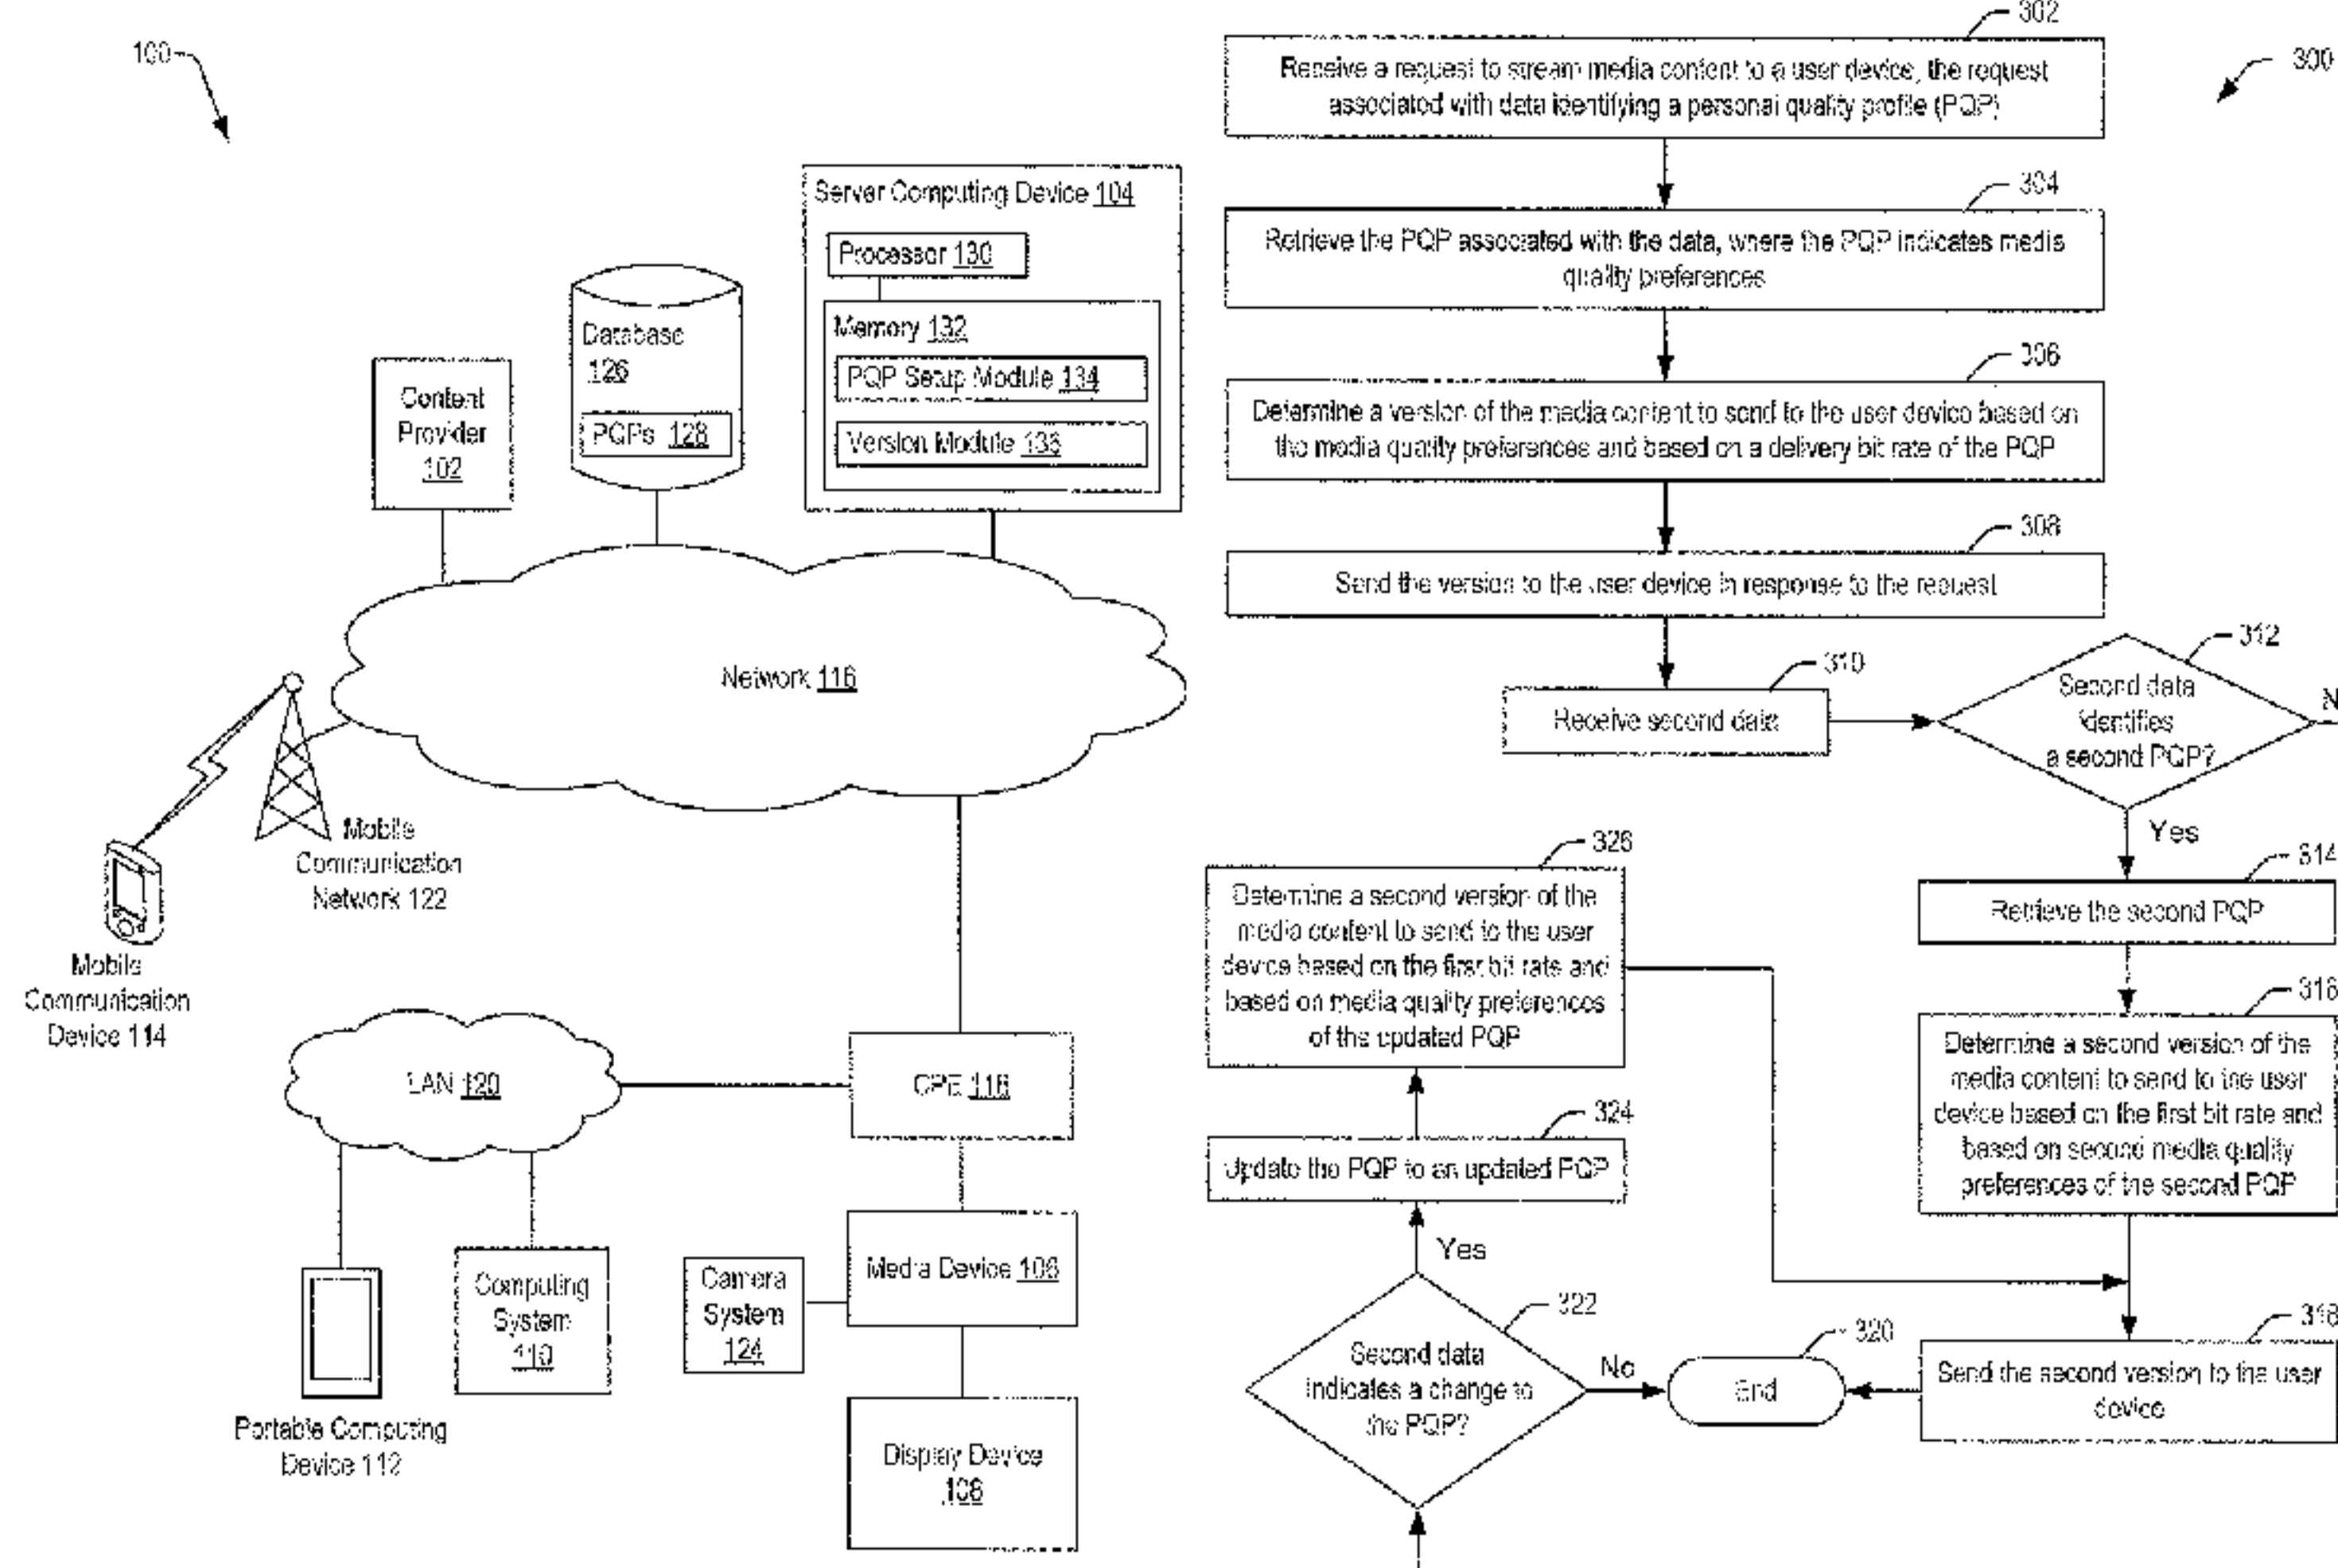 100
Server Computing Device 104
Processor 130
Memory 132
PQP Setup Module 134
Version Module 136
Database
126
PQPs 128
Content
Provider
102
Network 116
Mobile
Communication
Network 122
Mobile
Communication
Device 114
LAN 120
CPE 118
Media Device 106
Camera
System
124
Computing
System
110
Portable Computing
Device 112
Display Device
108
300
302
Receive a request to stream media content to a user device, the request
associated with data identifying a personal quality profile (PQP)
304
Retrieve the PQP associated with the data, where the PQP indicates media
quality preferences
306
Determine a version of the media content to send to the user device based on
the media quality preferences and based on a delivery bit rate of the PQP
308
Send the version to the user device in response to the request
310
Receive second data
312
Second data
identifies
a second PQP?
N
Yes
314
Retrieve the second PQP
316
Determine a second version of the
media content to send to the user
device based on the first bit rate and
based on second media quality
preferences of the second PQP
318
Send the second version to the user
device
320
End
322
Second data
indicates a change to
the PQP?
No
Yes
324
Update the PQP to an updated PQP
326
Determine a second version of the
media content to send to the user
device based on the first bit rate and
based on media quality preferences
of the updated PQP